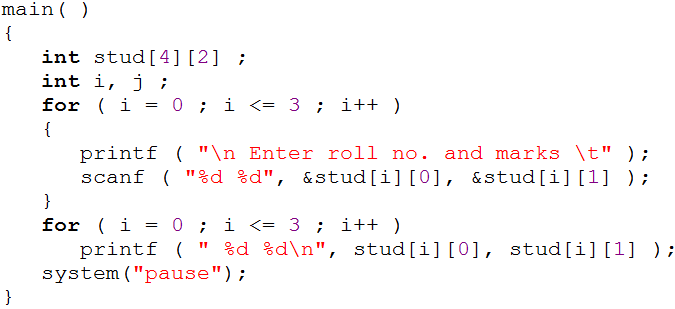 main( )
{
int stud[4][2] ;
int i, j ;
for ( i = 0 ; i <= 3 ; i++ )
{
printf ( "\n Enter roll no. and marks \t" );
scanf ( "%d %d", &stud[i][0], &stud[i][1] );
}
for ( i = 0 ; i <= 3 ; i++ )
printf ( " %d %d\n", stud[i][0], stud[i][1] );
system("pause");
}